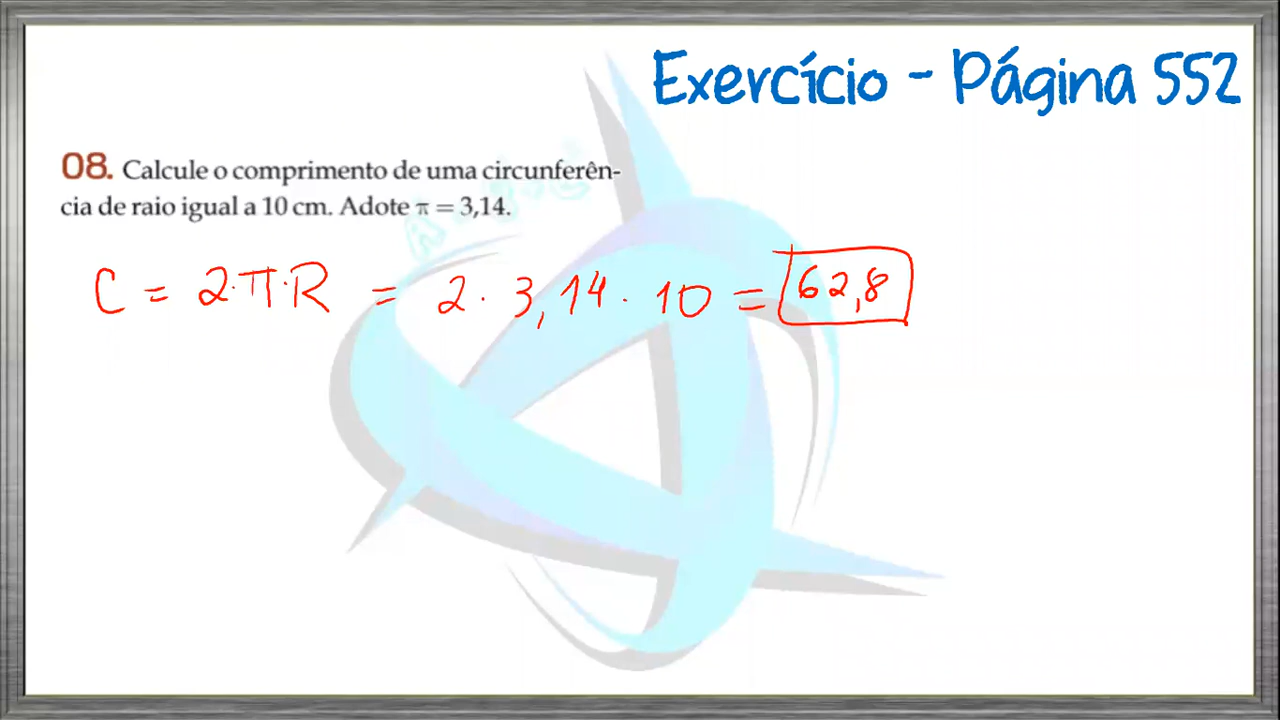 Exercício - Página 552
08. Calcule o comprimento de uma circunferên-
cia de raio igual a 10 cm. Adote π = 3,14.
C = 2·π·R = 2 · 3,14 · 10 = 62,8